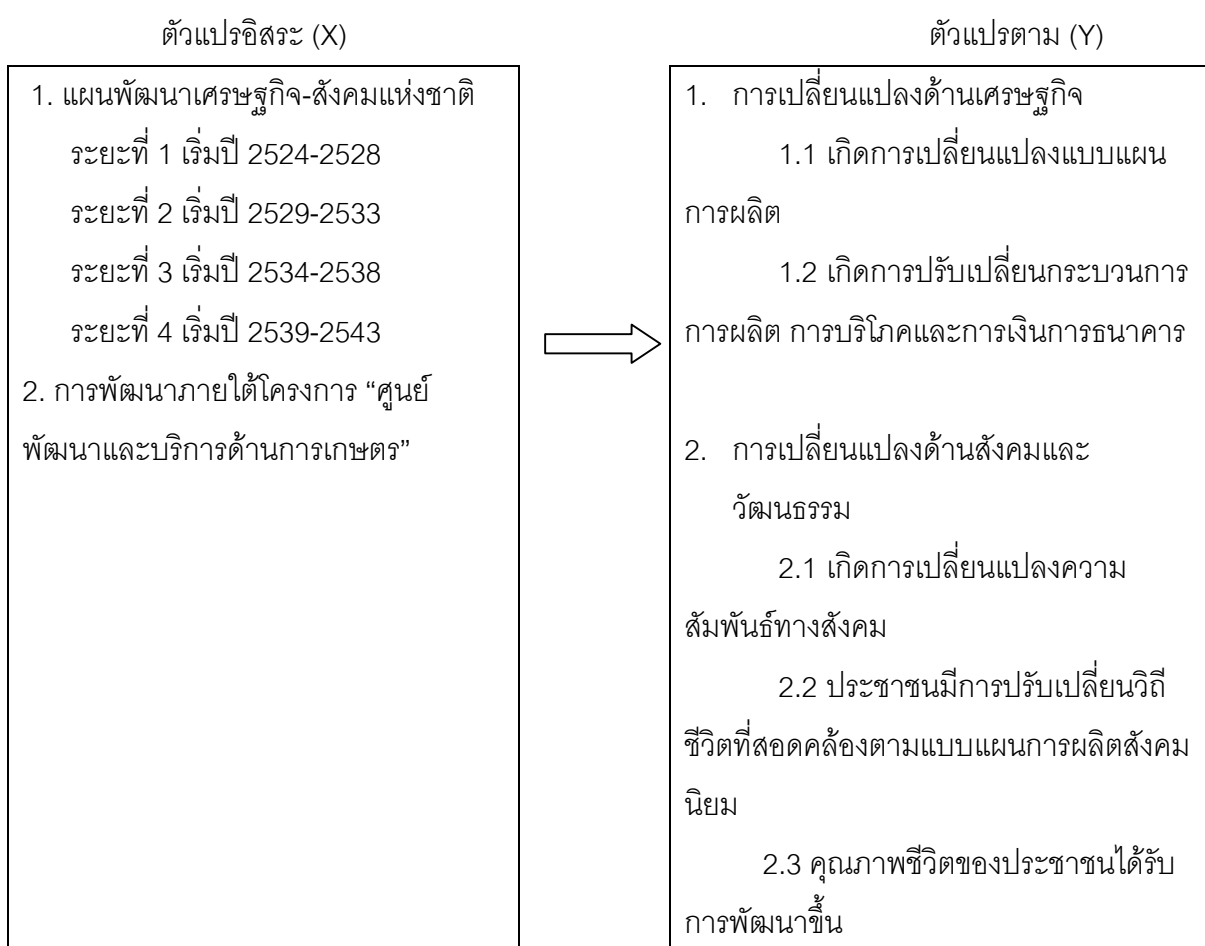 ตัวแปรอิสระ (X)
1. แผนพัฒนาเศรษฐกิจ-สังคมแห่งชาติ
ระยะที่ 1 เริ่มปี 2524-2528
ระยะที่ 2 เริ่มปี 2529-2533
ระยะที่ 3 เริ่มปี 2534-2538
ระยะที่ 4 เริ่มปี 2539-2543
2. การพัฒนาภายใต้โครงการ “ศูนย์
พัฒนาและบริการด้านการเกษตร”
ตัวแปรตาม (Y)
1. การเปลี่ยนแปลงด้านเศรษฐกิจ
1.1 เกิดการเปลี่ยนแปลงแบบแผน
การผลิต
1.2 เกิดการปรับเปลี่ยนกระบวนการ
การผลิต การบริโภคและการเงินการธนาคาร
2. การเปลี่ยนแปลงด้านสังคมและ
วัฒนธรรม
2.1 เกิดการเปลี่ยนแปลงความ
สัมพันธ์ทางสังคม
2.2 ประชาชนมีการปรับเปลี่ยนวิถี
ชีวิตที่สอดคล้องตามแบบแผนการผลิตสังคม
นิยม
2.3 คุณภาพชีวิตของประชาชนได้รับ
การพัฒนาขึ้น